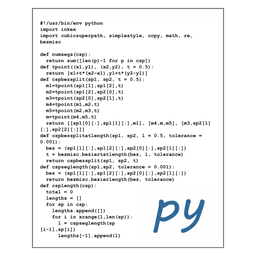 #!/usr/bin/env python
import inkex
import cubicsuperpath, simplestyle, copy, math, re,
bezmisc
def numsegs(csp):
return sum([len(p)-1 for p in csp])
def tpoint((x1,y1), (x2,y2), t = 0.5):
return [x1+t*(x2-x1),y1+t*(y2-y1)]
def cspbezsplit(sp1, sp2, t = 0.5):
m1=tpoint(sp1[1],sp1[2],t)
m2=tpoint(sp1[2],sp2[0],t)
m3=tpoint(sp2[0],sp2[1],t)
m4=tpoint(m1,m2,t)
m5=tpoint(m2,m3,t)
m=tpoint(m4,m5,t)
return [[sp1[0][:],sp1[1][:],m1], [m4,m,m5], [m3,sp2[1]
[:],sp2[2][:]]]
def cspbezsplitatlength(sp1, sp2, l = 0.5, tolerance =
0.001):
bez = (sp1[1][:],sp1[2][:],sp2[0][:],sp2[1][:])
t = bezmisc.beziertatlength(bez, l, tolerance)
return cspbezsplit(sp1, sp2, t)
def cspseglength(sp1,sp2, tolerance = 0.001):
bez = (sp1[1][:],sp1[2][:],sp2[0][:],sp2[1][:])
return bezmisc.bezierlength(bez, tolerance)
def csplength(csp):
total = 0
lengths = []
for sp in csp:
lengths.append([])
for i in xrange(1,len(sp)):
l = cspseglength(sp
[i-1],sp[i])
lengths[-1].append(l)
py